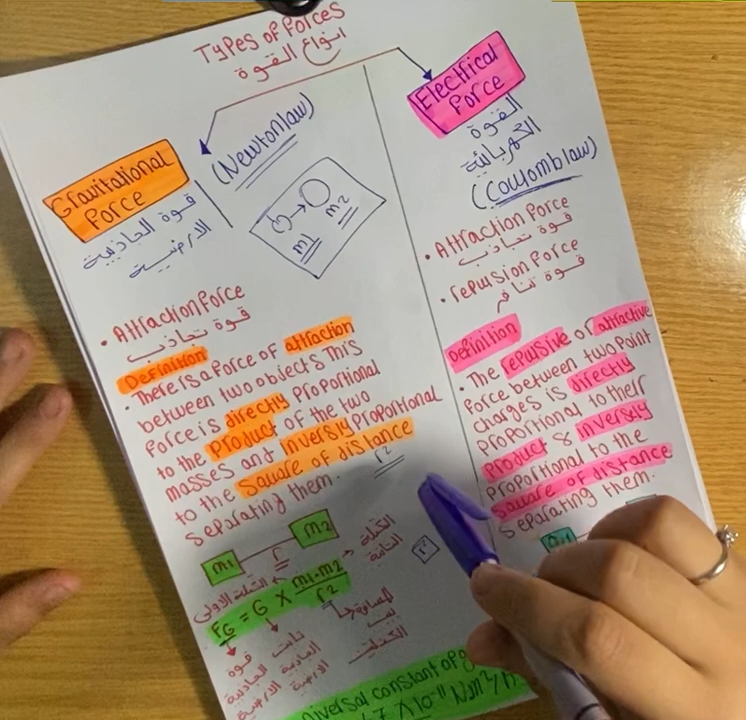 Types of Forces
انواع القوة
Gravitational
Force
قوة الجاذبية
الارضية
(Newton law)
m1
m2
• Attraction Force
قوة تجاذب
Definition
• There is a Force of attraction
between two objects This
Force is directly Proportional
to the Product of the two
masses and inversly Proportional
to the Square of distance
Separating them.
r2
m1
m2
r
الكتلة
الثانية
الكتلة الاولى
FG = G X m1.m2 / r2
r2
قوة
الجاذبية
الارضية
ثابت
الجاذبية
الارضية
المسافة
بين
الكتلتين
Electrical
Force
القوة
الكهربائية
(Coulomb law)
• Attraction Force
قوة تجاذب
• repulsion Force
قوة تنافر
Definition
• The repulsive or attractive
Force between two Point
charges is directly
proportional to their
Product & inversly
Proportional to the
Square of distance
Separating them.